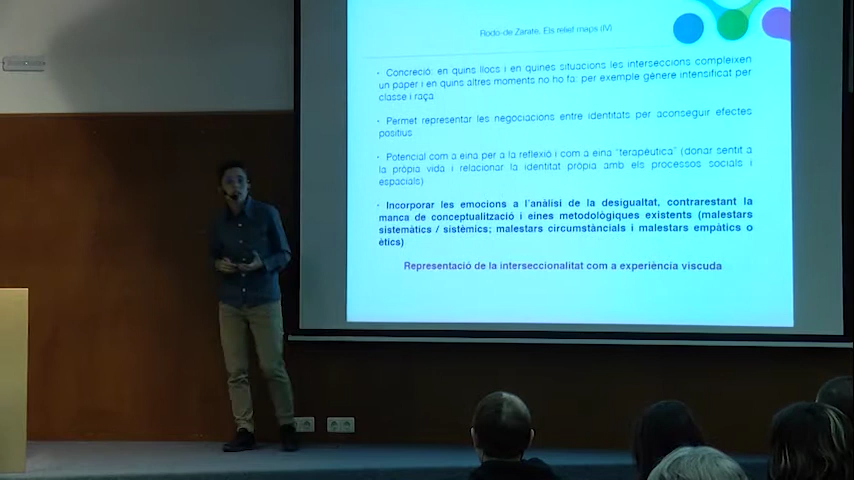 Rodo-de Zarate. Els relief maps (IV)
• Concreció: en quins llocs i en quines situacions les interseccions compleixen
un paper i en quins altres moments no ho fa: per exemple gènere intensificat per
classe i raça
• Permet representar les negociacions entre identitats per aconseguir efectes
positius
• Potencial com a eina per a la reflexió i com a eina "terapèutica" (donar sentit a
la pròpia vida i relacionar la identitat pròpia amb els processos socials i
espacials)
• Incorporar les emocions a l'anàlisi de la desigualtat, contrarestant la
manca de conceptualització i eines metodològiques existents (malestars
sistemàtics / sistèmics; malestars circumstàncials i malestars empàtics o
ètics)
Representació de la interseccionalitat com a experiència viscuda